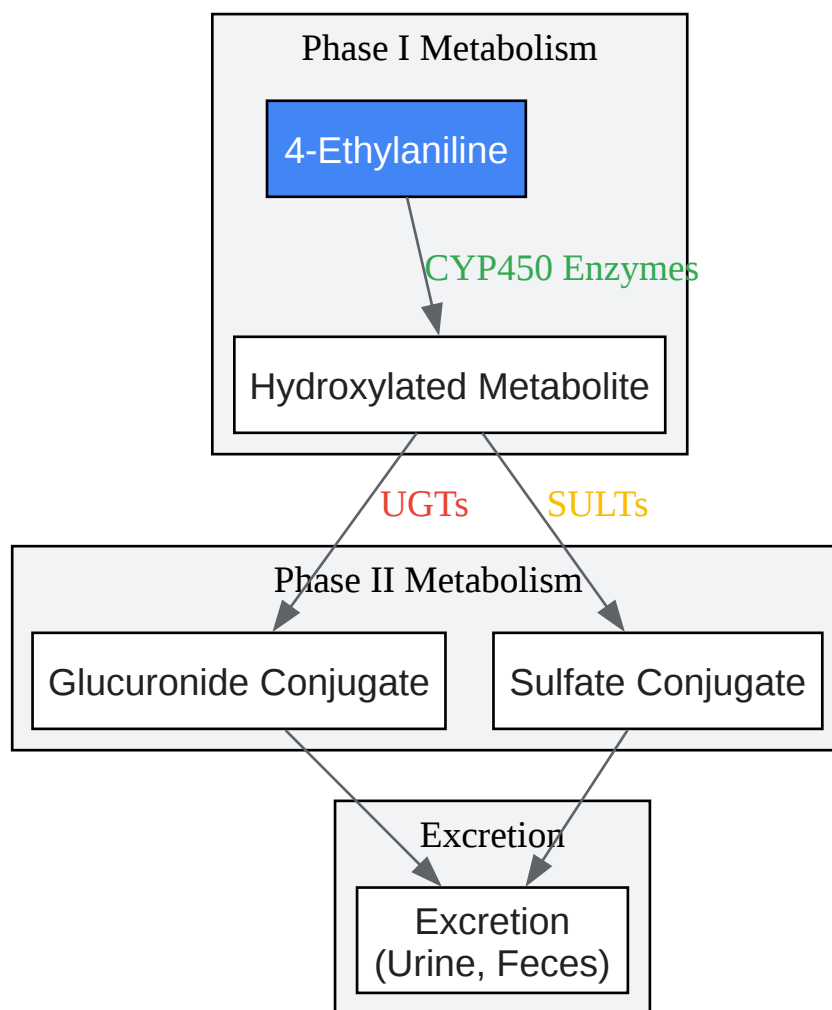 Phase I Metabolism
4-Ethylaniline
CYP450 Enzymes
Hydroxylated Metabolite
UGTs
SULTs
Phase II Metabolism
Glucuronide Conjugate
Sulfate Conjugate
Excretion
Excretion
(Urine, Feces)